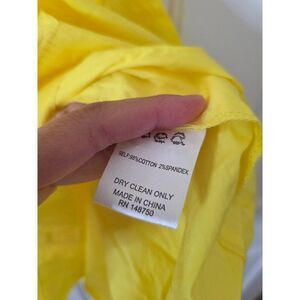 SELF:98%COTTON 2%SPANDEX
DRY CLEAN ONLY
MADE IN CHINA
RN 148750